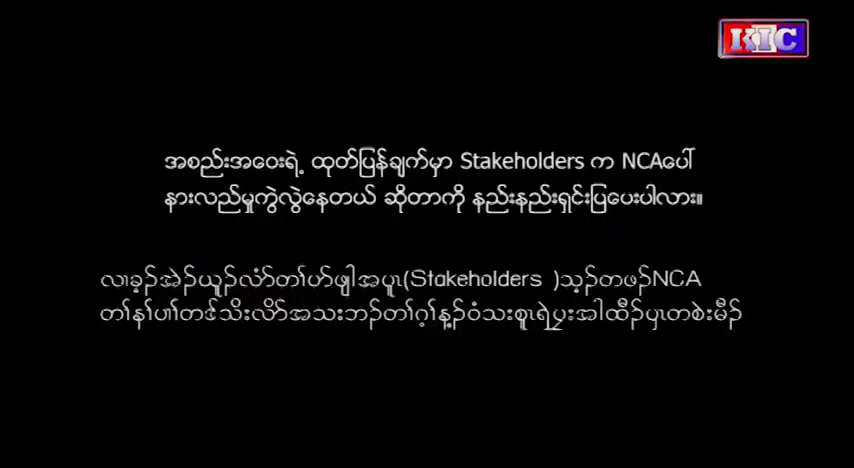 KIC
အစည်းအဝေးရဲ့ ထုတ်ပြန်ချက်မှာ Stakeholders က NCAပေါ်
နားလည်မှုကွဲလွဲနေတယ် ဆိုတာကို နည်းနည်းရှင်းပြပေးပါလား။
လၢခ့ၣ်အဲၣ်ယူၣ်လံာ်တၢ်ဟ်ဖျါအပူၤ(Stakeholders )သ့ၣ်တဖၣ်NCA
တၢ်နၢ်ပၢၢ်တဒ်သိးလိာ်အသးဘၣ်တၢ်ဂ့ၢ်န့ၣ်ဝံသးစူၤရဲၣ်ပှးအါထီၣ်ပှၤတစဲးမီၣ်